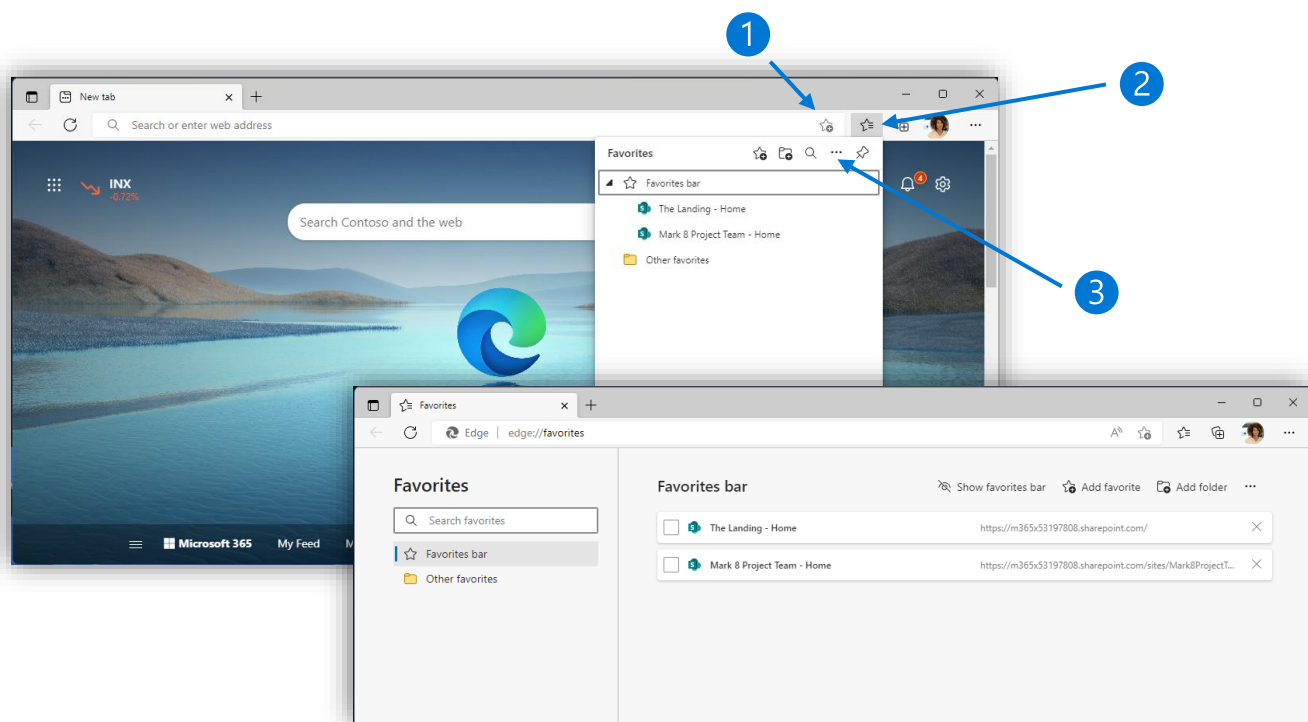 1
2
New tab
Search or enter web address
Favorites
Favorites bar
INX
-0.72%
4
The Landing - Home
Search Contoso and the web
Mark 8 Project Team - Home
Other favorites
3
Favorites
Edge | edge://favorites
Favorites
Favorites bar
Show favorites bar
Add favorite
Add folder
Search favorites
The Landing - Home
https://m365x53197808.sharepoint.com/
Favorites bar
Mark 8 Project Team - Home
https://m365x53197808.sharepoint.com/sites/Mark8ProjectT...
Other favorites
Microsoft 365
My Feed
M